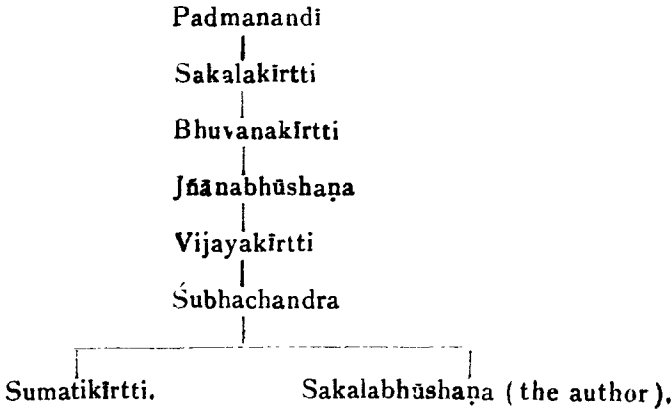 Padmanandi
Sakalakīrtti
Bhuvanakīrtti
Jñānabhūshaṇa
Vijayakīrtti
Śubhachandra
Sumatikīrtti. Sakalabhūshaṇa ( the author ).